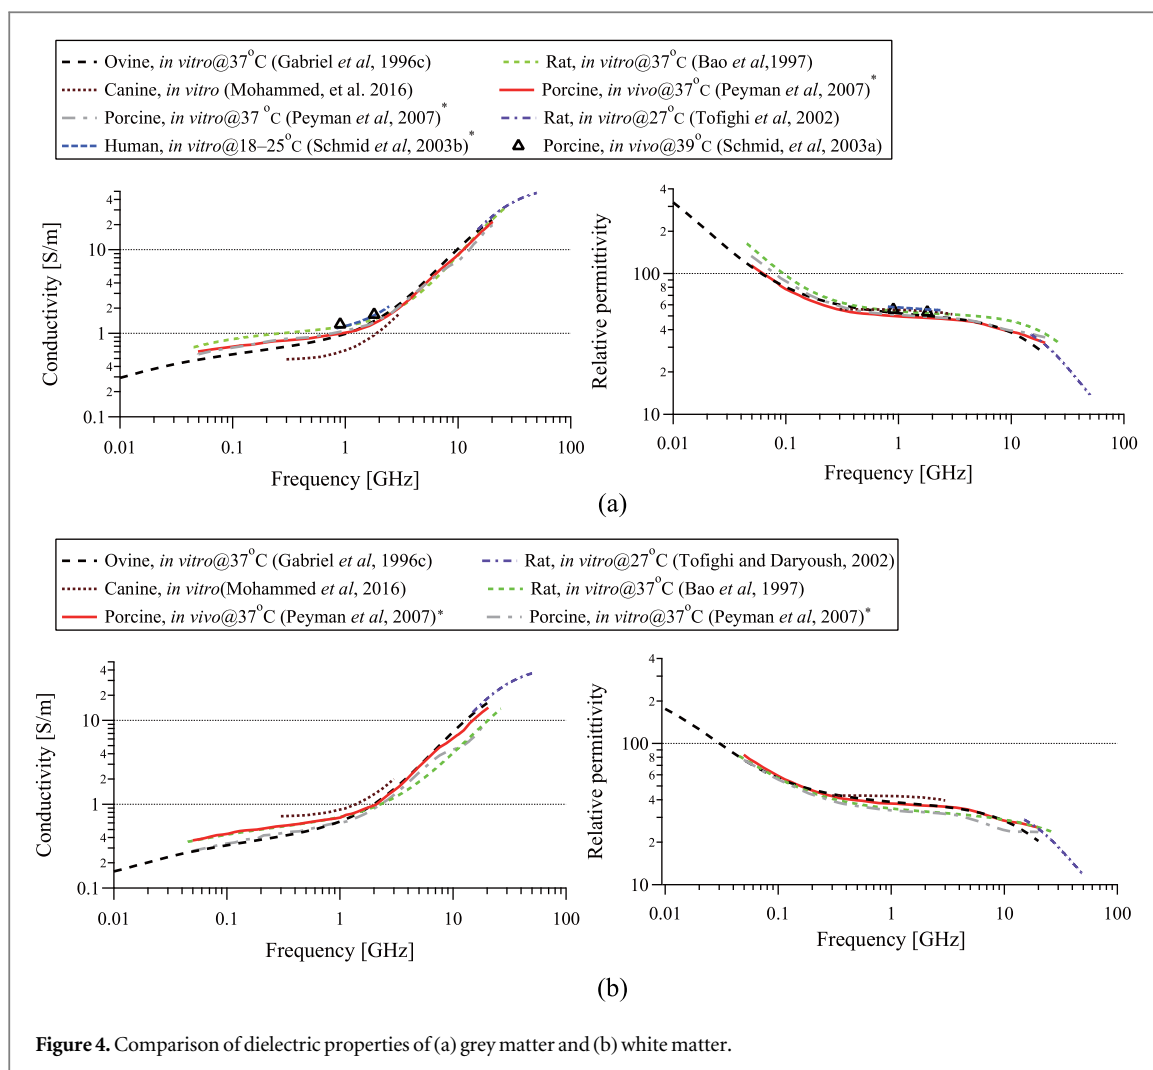 Ovine, in vitro@37°C (Gabriel et al, 1996c)
Rat, in vitro@37°C (Bao et al,1997)
Canine, in vitro (Mohammed, et al. 2016)
Porcine, in vivo@37°C (Peyman et al, 2007)*
Porcine, in vitro@37 °C (Peyman et al, 2007)*
Rat, in vitro@27°C (Tofighi et al, 2002)
Human, in vitro@18–25°C (Schmid et al, 2003b)*
Porcine, in vivo@39°C (Schmid, et al, 2003a)
Conductivity [S/m]
4
2
10
8
6
4
2
1
8
6
4
2
0.1
0.01 0.1 1 10 100
Frequency [GHz]
Relative permittivity
4
2
100
8
6
4
2
10
0.01 0.1 1 10 100
Frequency [GHz]
(a)
Ovine, in vitro@37°C (Gabriel et al, 1996c)
Rat, in vitro@27°C (Tofighi and Daryoush, 2002)
Canine, in vitro(Mohammed et al, 2016)
Rat, in vitro@37°C (Bao et al, 1997)
Porcine, in vivo@37°C (Peyman et al, 2007)*
Porcine, in vitro@37°C (Peyman et al, 2007)*
Conductivity [S/m]
4
2
10
8
6
4
2
1
8
6
4
2
0.1
0.01 0.1 1 10 100
Frequency [GHz]
Relative permittivity
4
2
100
8
6
4
2
10
0.01 0.1 1 10 100
Frequency [GHz]
(b)
Figure 4. Comparison of dielectric properties of (a) grey matter and (b) white matter.